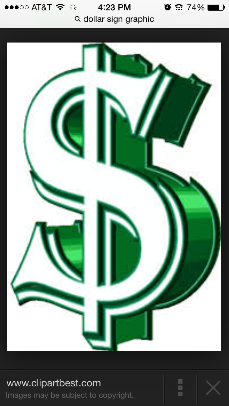 AT&T 4:23 PM 74%
dollar sign graphic
$
www.clipartbest.com
Images may be subject to copyright.